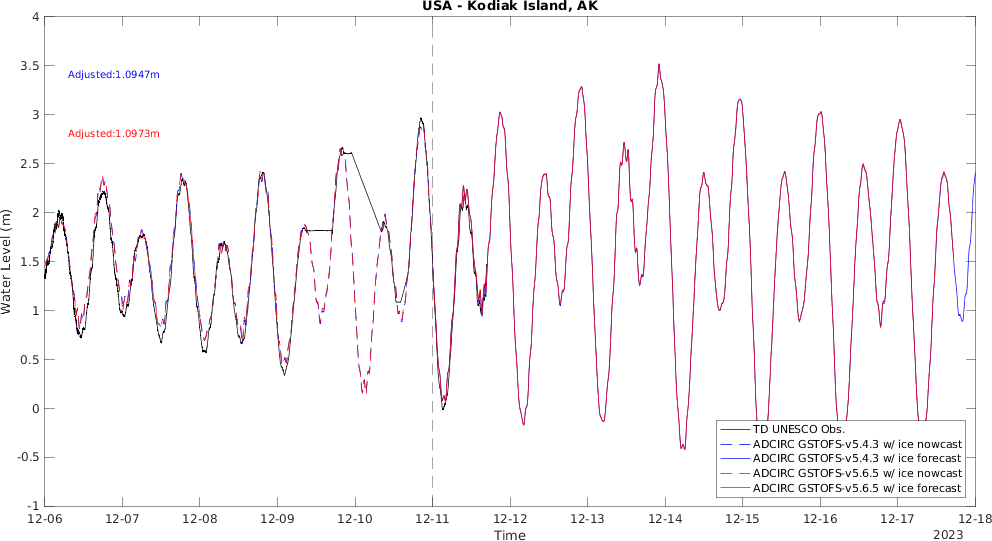 USA - Kodiak Island, AK
Adjusted:1.0947m
Adjusted:1.0973m
Water Level (m)
4
3.5
3
2.5
2
1.5
1
0.5
0
-0.5
-1
TD UNESCO Obs.
ADCIRC GSTOFS-v5.4.3 w/ ice nowcast
ADCIRC GSTOFS-v5.4.3 w/ ice forecast
ADCIRC GSTOFS-v5.6.5 w/ ice nowcast
ADCIRC GSTOFS-v5.6.5 w/ ice forecast
12-06 12-07 12-08 12-09 12-10 12-11 12-12 12-13 12-14 12-15 12-16 12-17 12-18
Time
2023